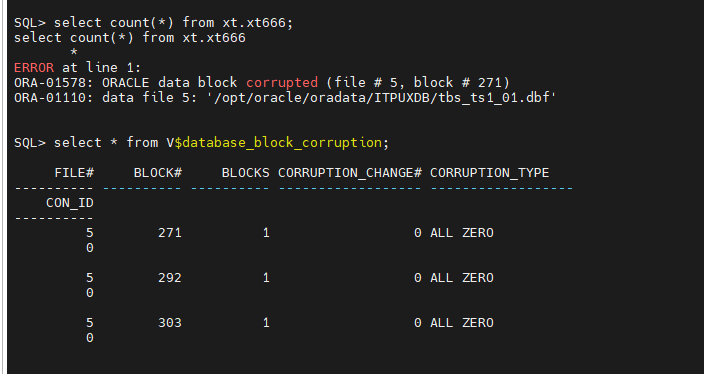 SQL> select count(*) from xt.xt666;
select count(*) from xt.xt666
       *
ERROR at line 1:
ORA-01578: ORACLE data block corrupted (file # 5, block # 271)
ORA-01110: data file 5: '/opt/oracle/oradata/ITPUXDB/tbs_ts1_01.dbf'
SQL> select * from V$database_block_corruption;
     FILE#     BLOCK#     BLOCKS CORRUPTION_CHANGE# CORRUPTION_TYPE
---------- ---------- ---------- ------------------ ------------------
    CON_ID
----------
         5        271          1                  0 ALL ZERO
         0
         5        292          1                  0 ALL ZERO
         0
         5        303          1                  0 ALL ZERO
         0